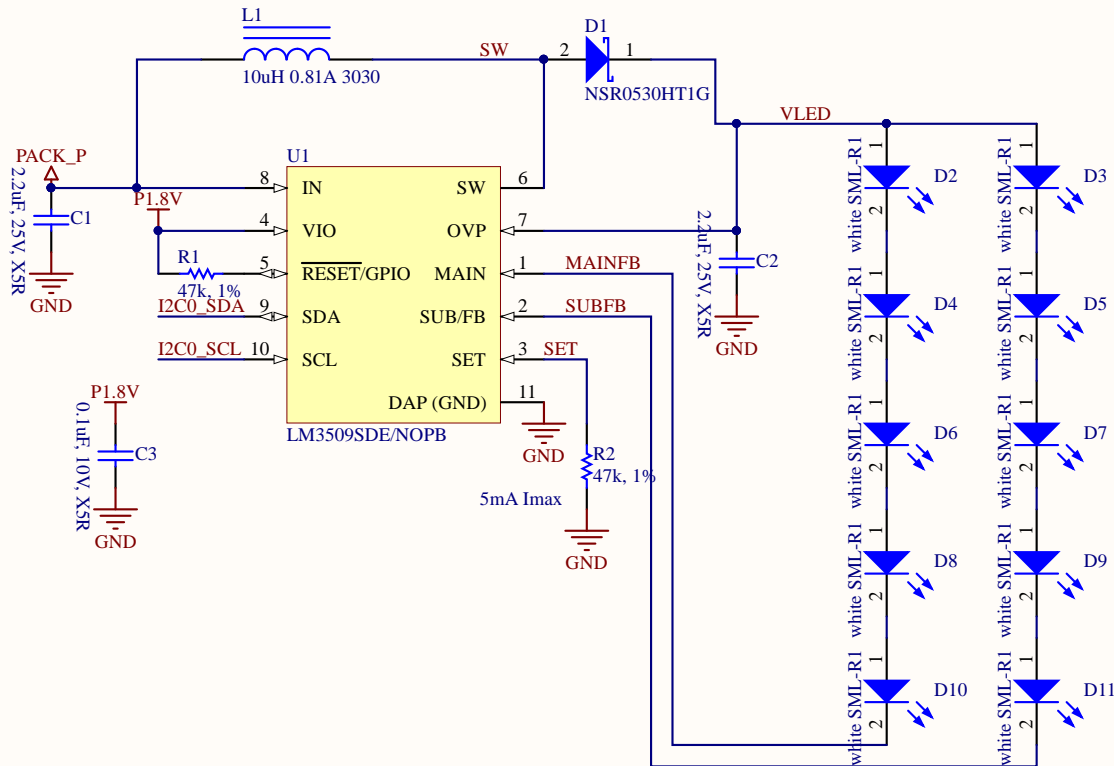 L1
10uH 0.81A 3030
SW
2
D1
1
NSR0530HT1G
VLED
PACK_P
2.2uF, 25V, X5R
C1
GND
P1.8V
R1
47k, 1%
I2C0_SDA
I2C0_SCL
U1
8
IN
4
VIO
5
RESET/GPIO
9
SDA
10
SCL
SW
6
OVP
7
MAIN
1
SUB/FB
2
SET
3
DAP (GND)
11
LM3509SDE/NOPB
MAINFB
SUBFB
SET
GND
R2
47k, 1%
5mA Imax
GND
2.2uF, 25V, X5R
C2
GND
P1.8V
0.1uF, 10V, X5R
C3
GND
white SML-R1
1
2
D2
white SML-R1
1
2
D3
white SML-R1
1
2
D4
white SML-R1
1
2
D5
white SML-R1
1
2
D6
white SML-R1
1
2
D7
white SML-R1
1
2
D8
white SML-R1
1
2
D9
white SML-R1
1
2
D10
white SML-R1
1
2
D11